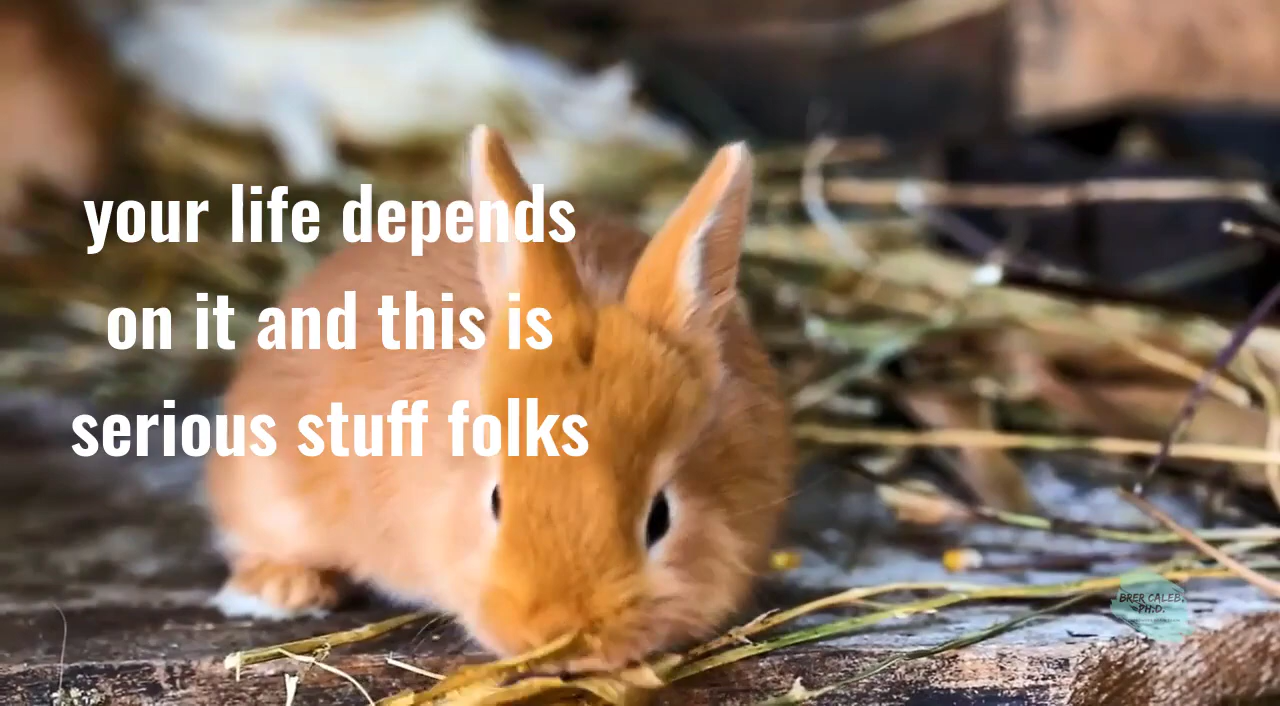 your life depends
on it and this is
serious stuff folks
BRER CALEB,
PH.D.